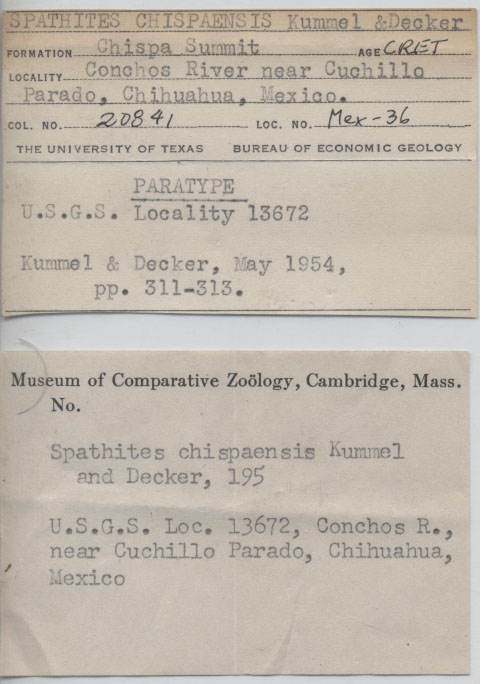 SPATHITES CHISPAENSIS Kummel &Decker
FORMATION Chispa Summit AGE CRET
LOCALITY Conchos River near Cuchillo
Parado, Chihuahua, Mexico.
COL. NO. 20841 LOC. NO. Mex-36
THE UNIVERSITY OF TEXAS BUREAU OF ECONOMIC GEOLOGY
PARATYPE
U.S.G.S. Locality 13672
Kummel & Decker, May 1954,
pp. 311-313.
Museum of Comparative Zoölogy, Cambridge, Mass.
No.
Spathites chispaensis Kummel
and Decker, 195
U.S.G.S. Loc. 13672, Conchos R.,
near Cuchillo Parado, Chihuahua,
Mexico